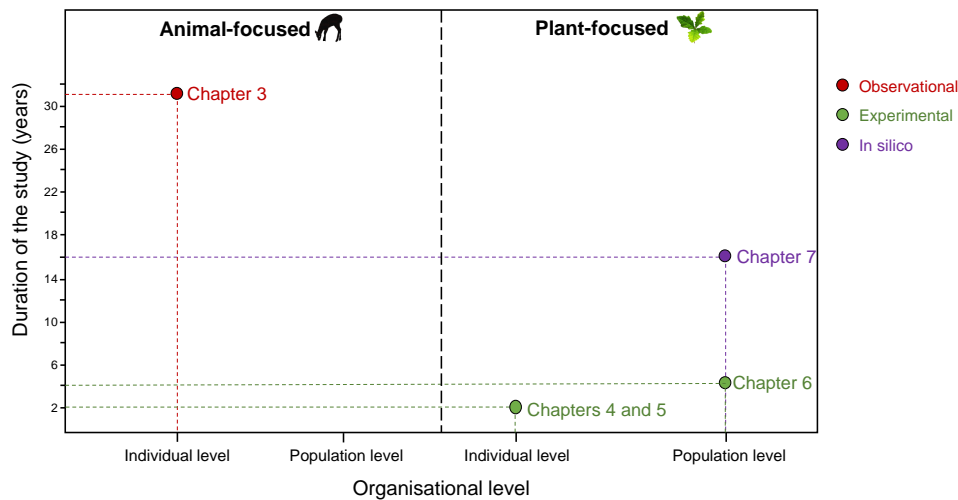 Animal-focused
Plant-focused
Duration of the study (years)
30
26
22
18
14
10
6
2
Chapter 3
Chapter 7
Chapter 6
Chapters 4 and 5
Observational
Experimental
In silico
Individual level
Population level
Individual level
Population level
Organisational level